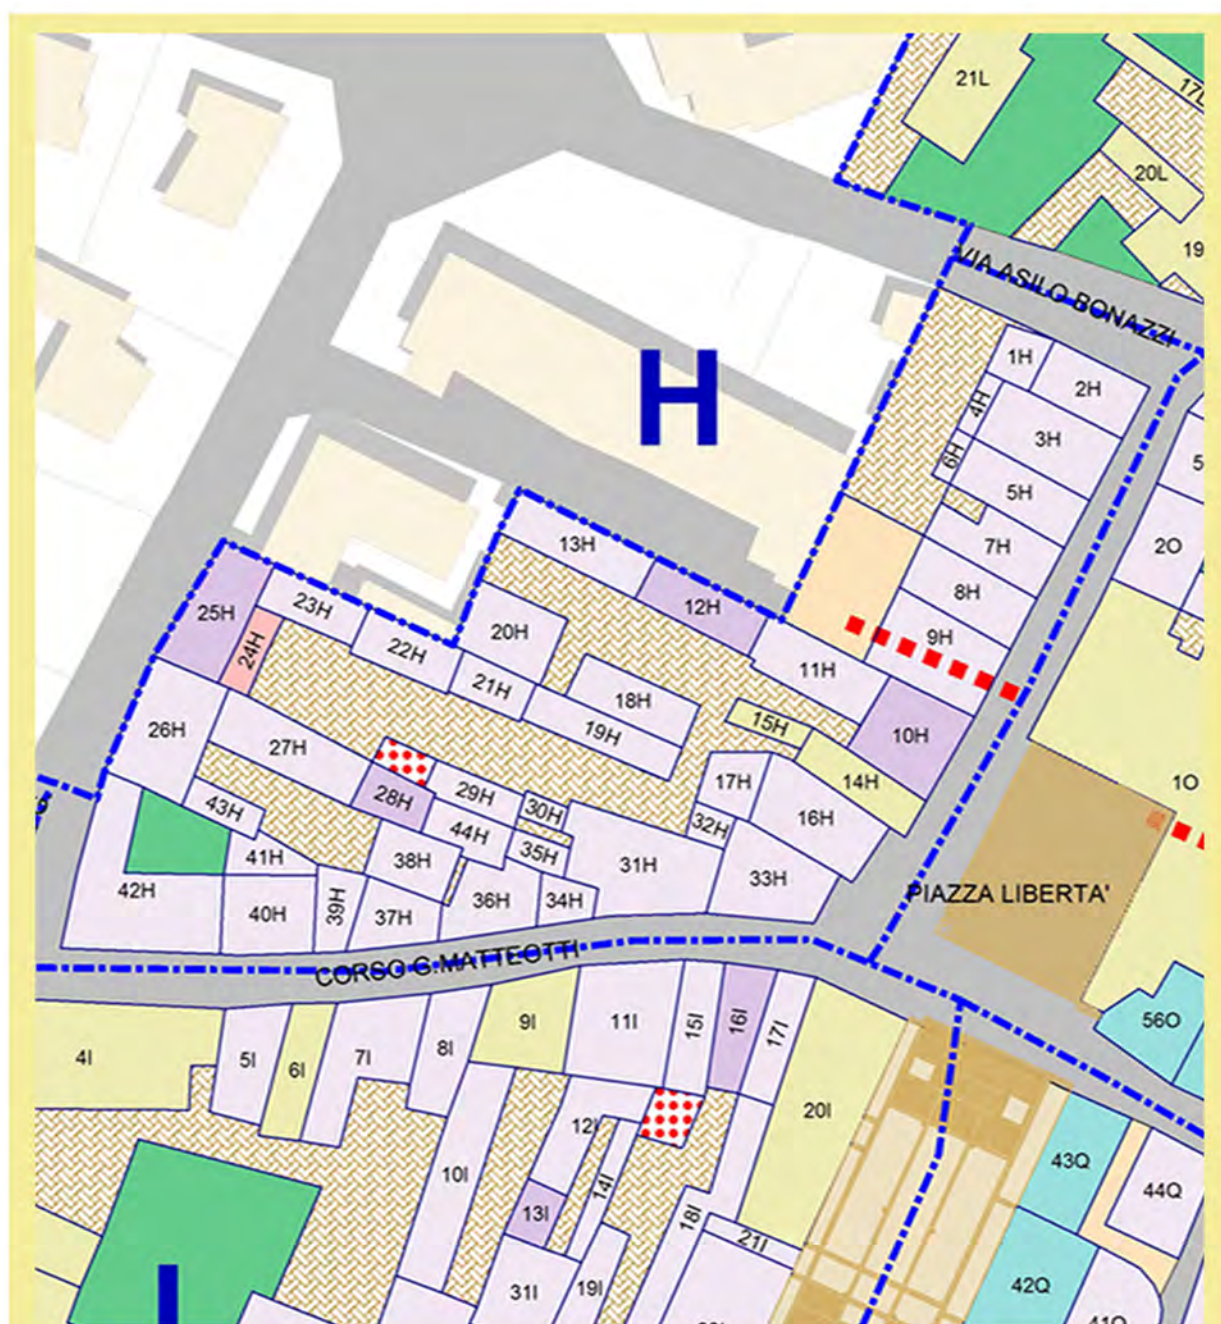 21L
17L
20L
19
VIA ASILO BONAZZI
H
1H
2H
4H
3H
6H
5H
5
7H
2O
13H
8H
12H
25H
23H
24H
20H
9H
22H
11H
21H
18H
26H
19H
15H
10H
27H
17H
14H
1O
28H
29H
30H
16H
43H
44H
32H
41H
38H
35H
31H
33H
42H
40H
39H
37H
36H
34H
PIAZZA LIBERTA'
CORSO G.MATTEOTTI
4I
5I
6I
7I
8I
9I
11I
15I
16I
17I
56O
20I
12I
10I
14I
13I
18I
21I
43Q
44Q
31I
19I
42Q
I